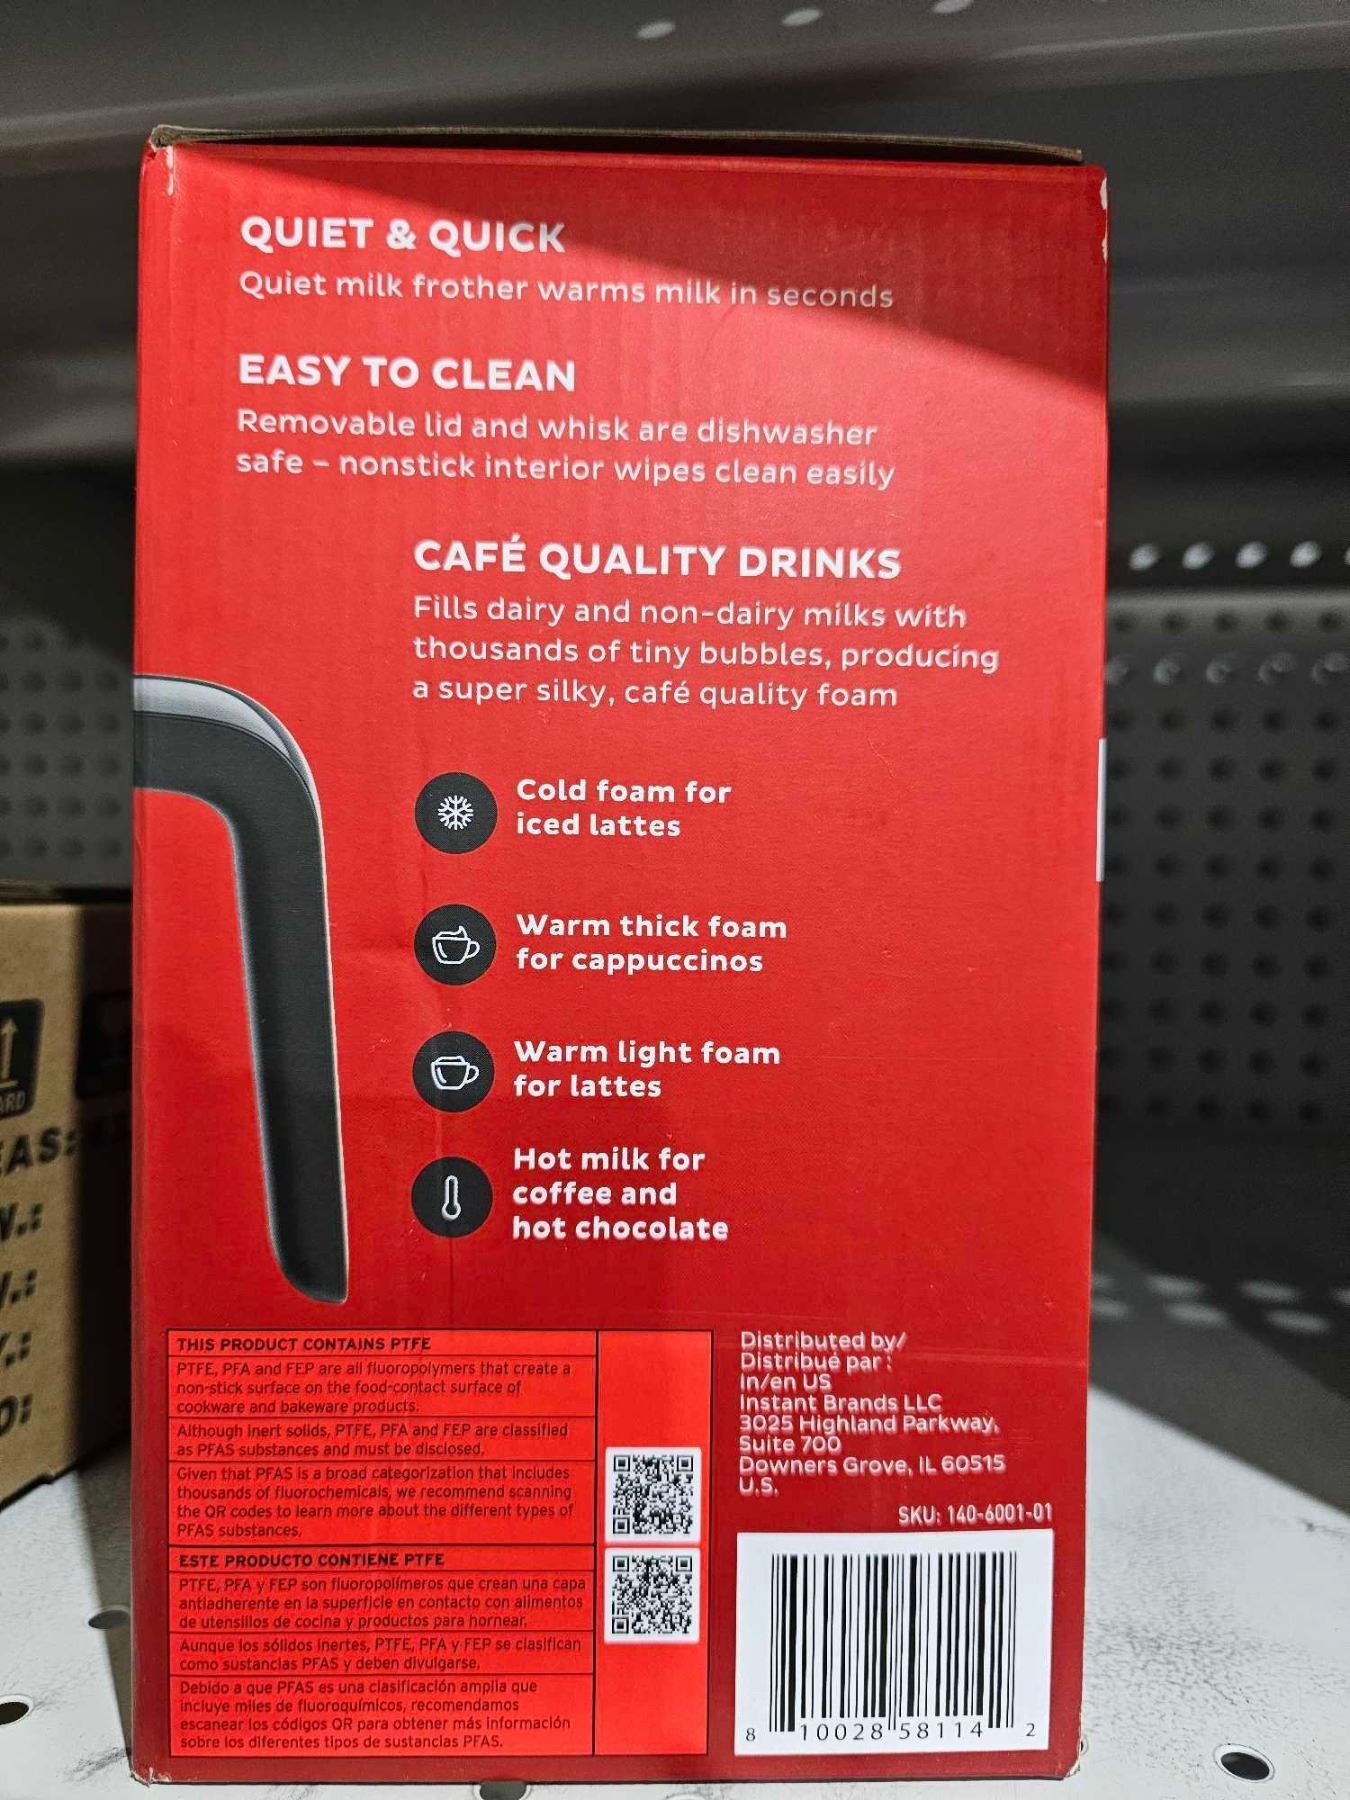 QUIET & QUICK
Quiet milk frother warms milk in seconds
EASY TO CLEAN
Removable lid and whisk are dishwasher
safe – nonstick interior wipes clean easily
CAFÉ QUALITY DRINKS
Fills dairy and non-dairy milks with
thousands of tiny bubbles, producing
a super silky, café quality foam
Cold foam for
iced lattes
Warm thick foam
for cappuccinos
Warm light foam
for lattes
Hot milk for
coffee and
hot chocolate
THIS PRODUCT CONTAINS PTFE
PTFE, PFA and FEP are all fluoropolymers that create a
non-stick surface on the food-contact surface of
cookware and bakeware products.
Although inert solids, PTFE, PFA and FEP are classified
as PFAS substances and must be disclosed.
Given that PFAS is a broad categorization that includes
thousands of fluorochemicals, we recommend scanning
the QR codes to learn more about the different types of
PFAS substances.
ESTE PRODUCTO CONTIENE PTFE
PTFE, PFA y FEP son fluoropolímeros que crean una capa
antiadherente en la superficie en contacto con alimentos
de utensilios de cocina y productos para hornear.
Aunque los sólidos inertes, PTFE, PFA y FEP se clasifican
como sustancias PFAS y deben divulgarse.
Debido a que PFAS es una clasificación amplia que
incluye miles de fluoroquímicos, recomendamos
escanear los códigos QR para obtener más información
sobre los diferentes tipos de sustancias PFAS.
Distributed by/
Distribué par :
In/en US
Instant Brands LLC
3025 Highland Parkway,
Suite 700
Downers Grove, IL 60515
U.S.
SKU: 140-6001-01
8 10028 58114 2